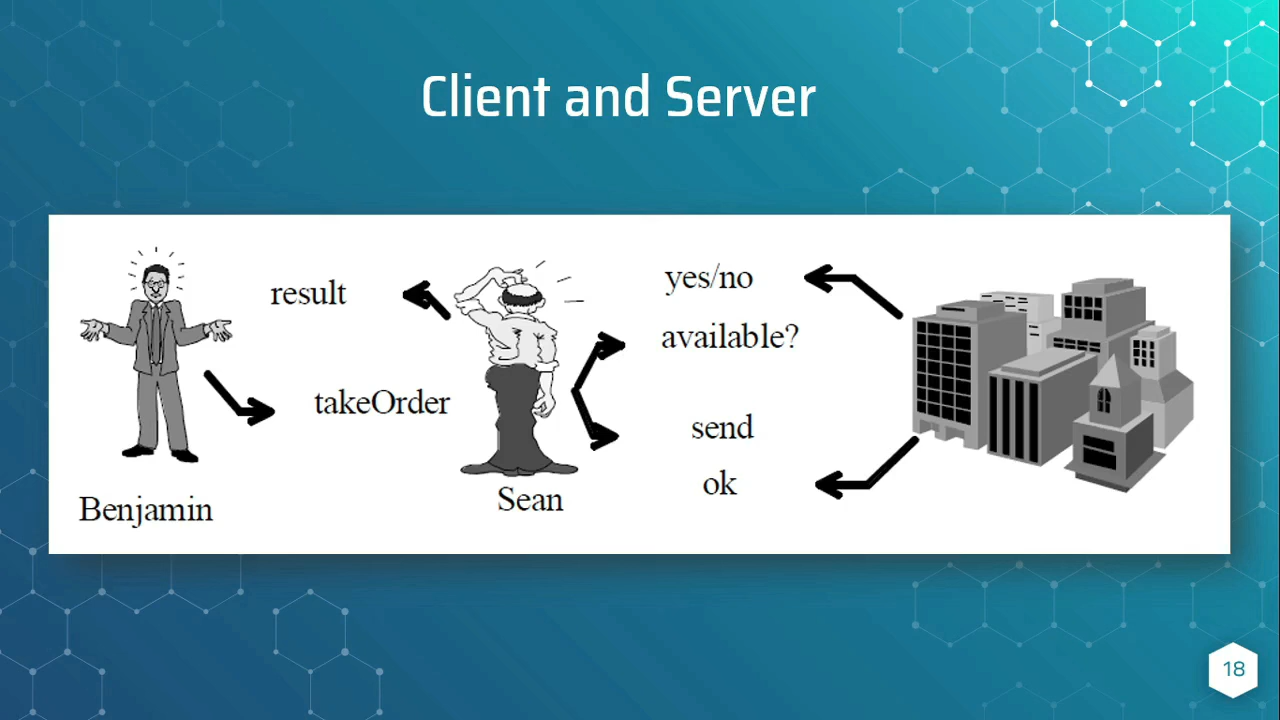 Client and Server
result
takeOrder
Benjamin
Sean
yes/no
available?
send
ok
18